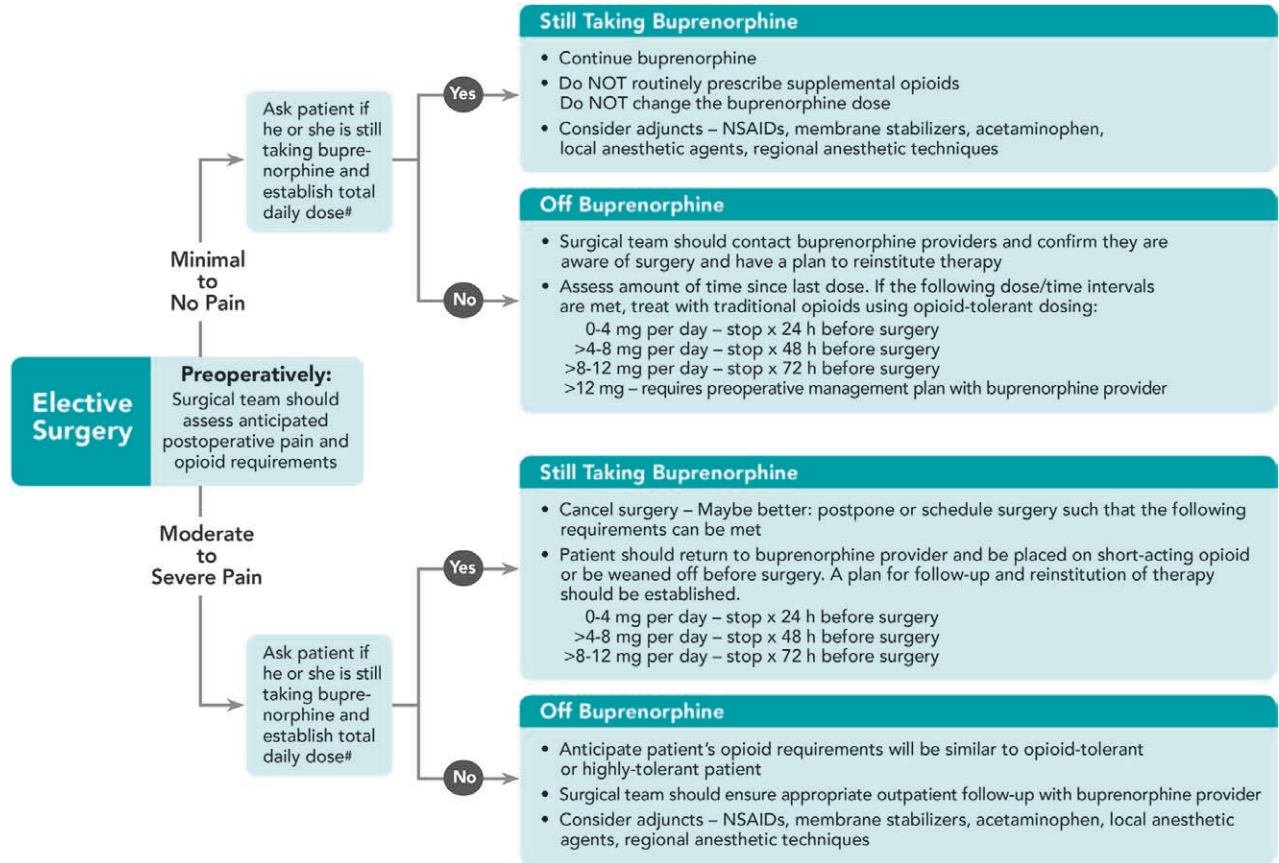 Elective
Surgery
Preoperatively:
Surgical team should
assess anticipated
postoperative pain and
opioid requirements
Minimal
to
No Pain
Ask patient if
he or she is still
taking bupre-
norphine and
establish total
daily dose#
Yes
Still Taking Buprenorphine
• Continue buprenorphine
• Do NOT routinely prescribe supplemental opioids
Do NOT change the buprenorphine dose
• Consider adjuncts – NSAIDs, membrane stabilizers, acetaminophen,
local anesthetic agents, regional anesthetic techniques
No
Off Buprenorphine
• Surgical team should contact buprenorphine providers and confirm they are
aware of surgery and have a plan to reinstitute therapy
• Assess amount of time since last dose. If the following dose/time intervals
are met, treat with traditional opioids using opioid-tolerant dosing:
0-4 mg per day – stop x 24 h before surgery
>4-8 mg per day – stop x 48 h before surgery
>8-12 mg per day – stop x 72 h before surgery
>12 mg – requires preoperative management plan with buprenorphine provider
Moderate
to
Severe Pain
Ask patient if
he or she is still
taking bupre-
norphine and
establish total
daily dose#
Yes
Still Taking Buprenorphine
• Cancel surgery – Maybe better: postpone or schedule surgery such that the following
requirements can be met
• Patient should return to buprenorphine provider and be placed on short-acting opioid
or be weaned off before surgery. A plan for follow-up and reinstitution of therapy
should be established.
0-4 mg per day – stop x 24 h before surgery
>4-8 mg per day – stop x 48 h before surgery
>8-12 mg per day – stop x 72 h before surgery
No
Off Buprenorphine
• Anticipate patient's opioid requirements will be similar to opioid-tolerant
or highly-tolerant patient
• Surgical team should ensure appropriate outpatient follow-up with buprenorphine provider
• Consider adjuncts – NSAIDs, membrane stabilizers, acetaminophen, local anesthetic
agents, regional anesthetic techniques